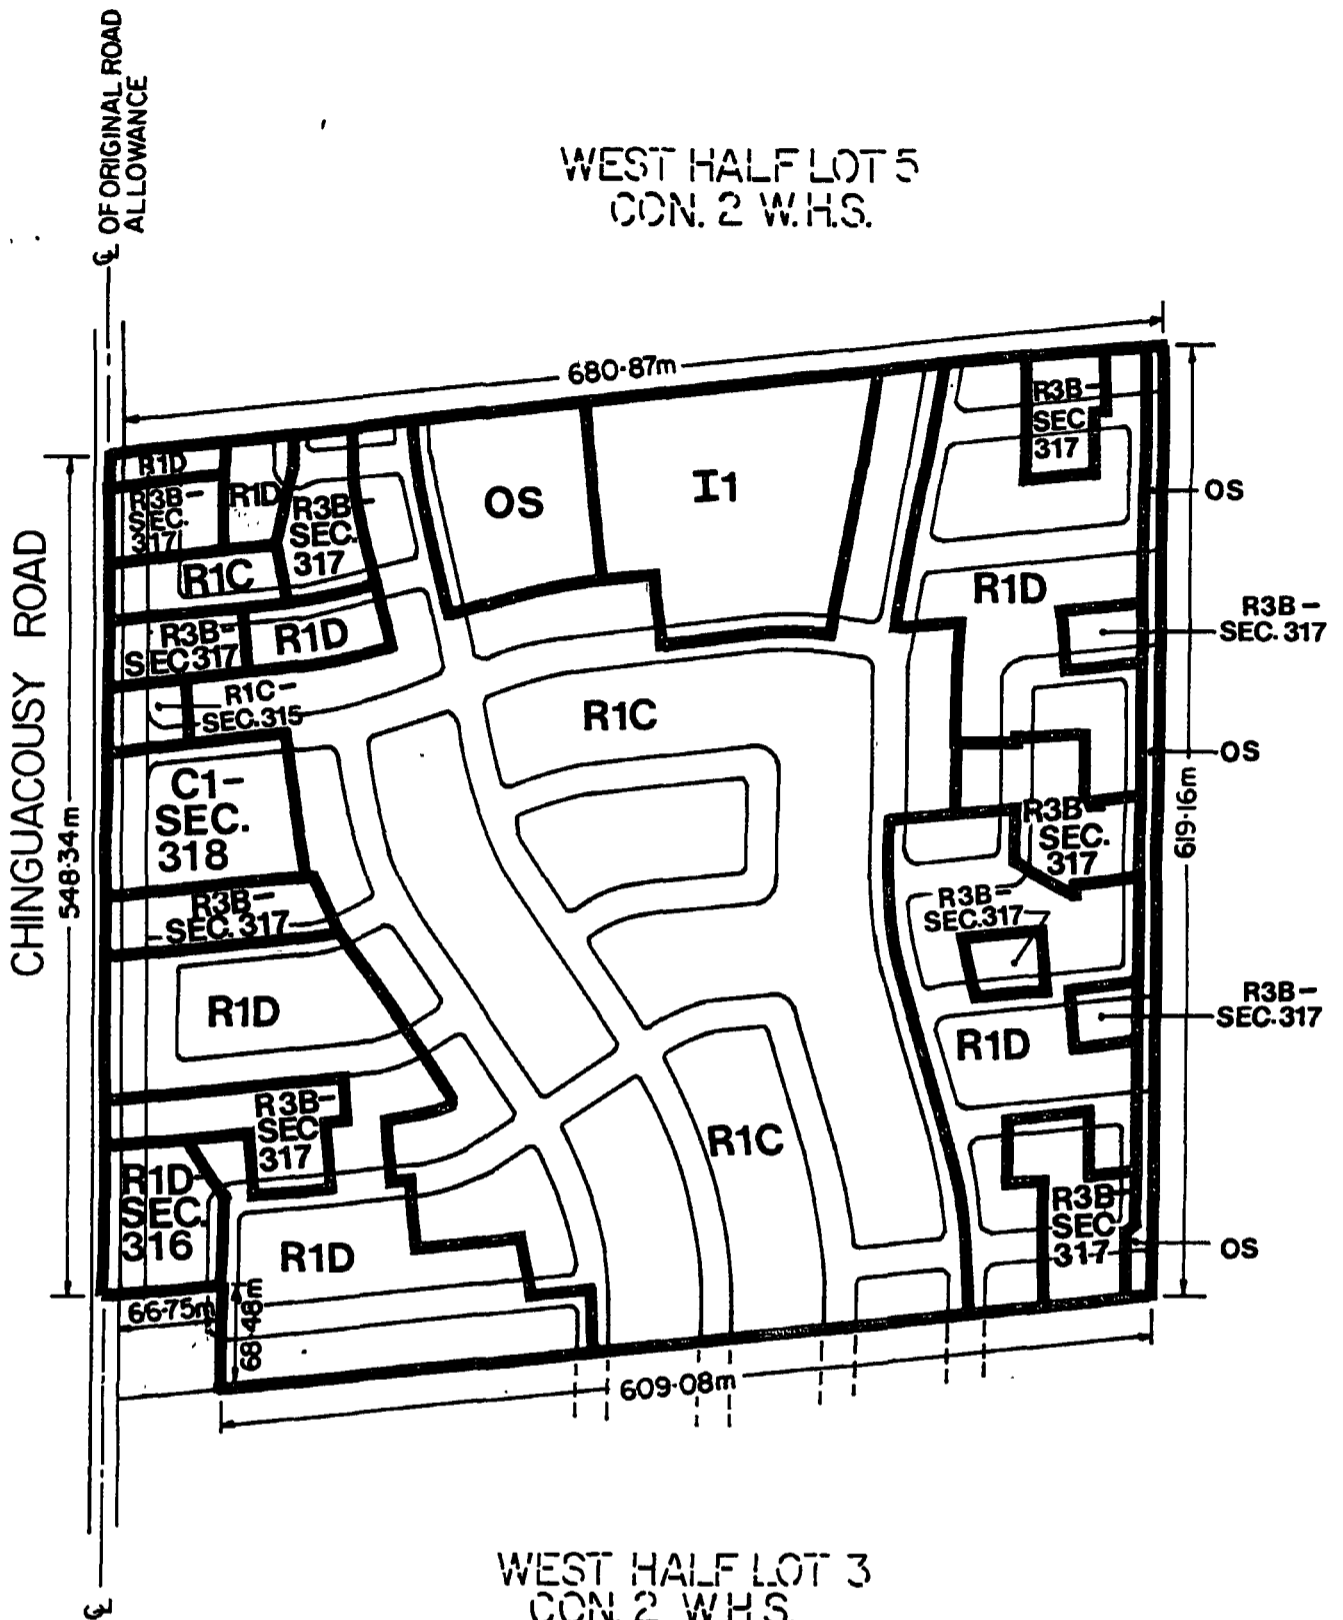 ℄ OF ORIGINAL ROAD
ALLOWANCE
WEST HALF LOT 5
CON. 2 W.H.S.
680·87m
CHINGUACOUSY ROAD
548·34m
619·16m
R1D
R3B-
SEC.
317
R1D
R3B-
SEC.
317
R1C
R3B-
SEC 317
R1D
R1C-
SEC. 315
C1-
SEC.
318
R3B-
SEC. 317
R1D
R3B-
SEC
317
R1D-
SEC.
316
R1D
66·75m
68·48m
OS
I1
R1C
R1C
R3B-
SEC
317
OS
R1D
R3B-
SEC. 317
OS
R3B-
SEC.
317
R3B-
SEC. 317
R3B-
SEC. 317
R1D
R3B-
SEC
317
OS
609·08m
WEST HALF LOT 3
CON. 2 W.H.S.
℄